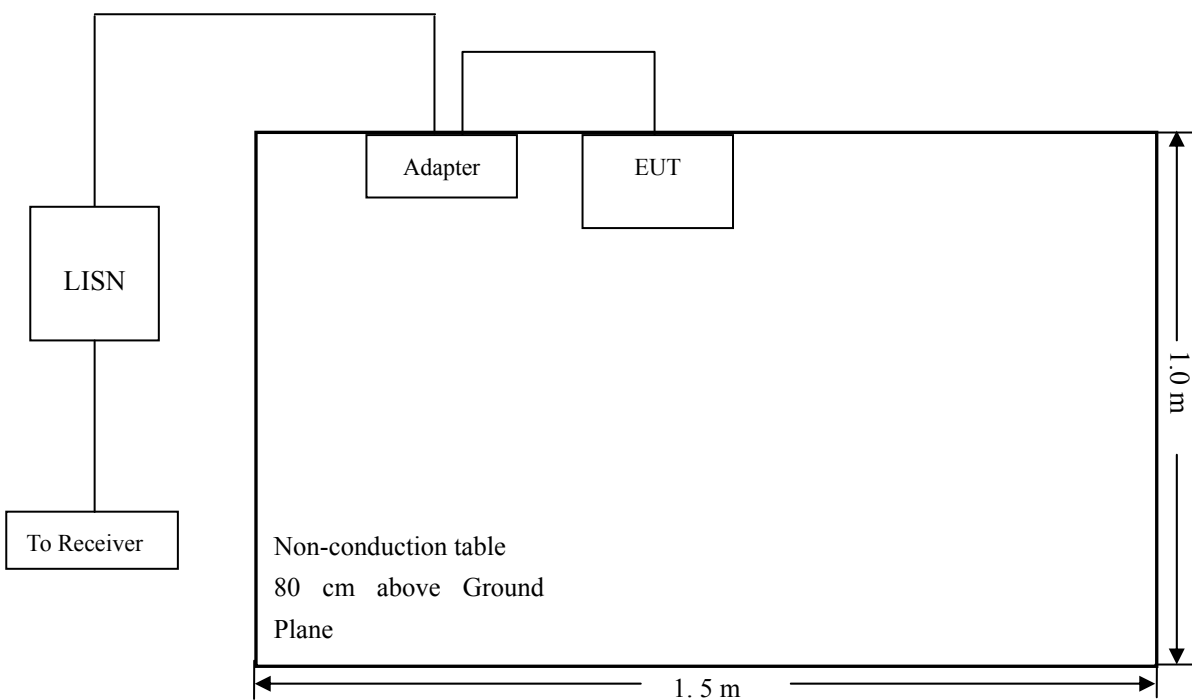 Adapter
EUT
LISN
1.0 m
To Receiver
Non-conduction table
80 cm above Ground
Plane
1. 5 m